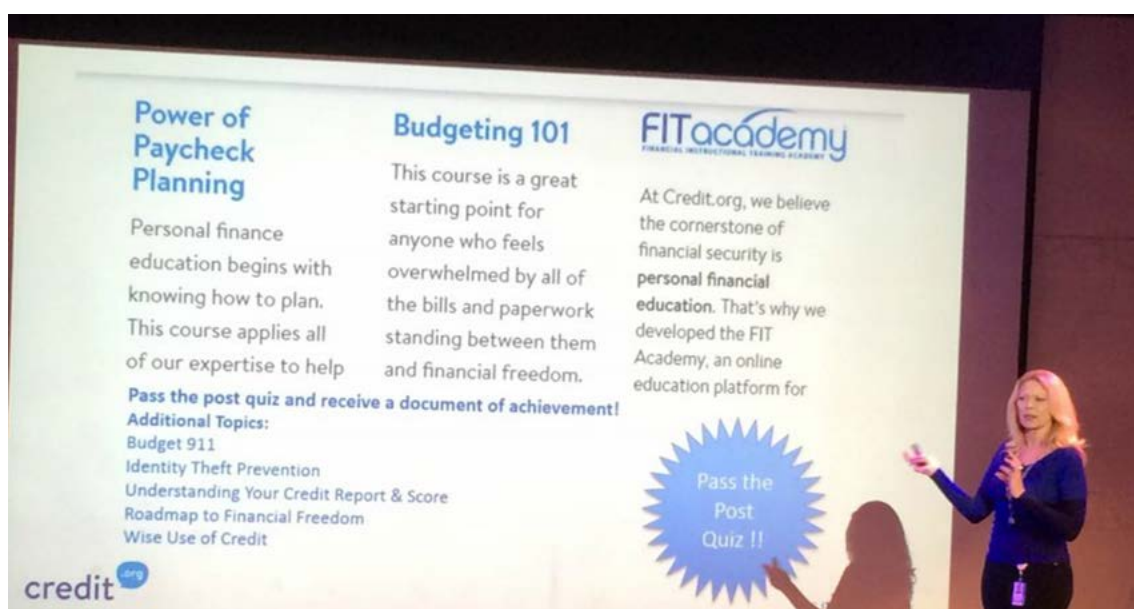 Power of
Paycheck
Planning
Personal finance
education begins with
knowing how to plan.
This course applies all
of our expertise to help
Budgeting 101
This course is a great
starting point for
anyone who feels
overwhelmed by all of
the bills and paperwork
standing between them
and financial freedom.
FITacademy
FINANCIAL INSTRUCTIONAL TRAINING ACADEMY
At Credit.org, we believe
the cornerstone of
financial security is
personal financial
education. That's why we
developed the FIT
Academy, an online
education platform for
Pass the post quiz and receive a document of achievement!
Additional Topics:
Budget 911
Identity Theft Prevention
Understanding Your Credit Report & Score
Roadmap to Financial Freedom
Wise Use of Credit
Pass the
Post
Quiz !!
credit.org